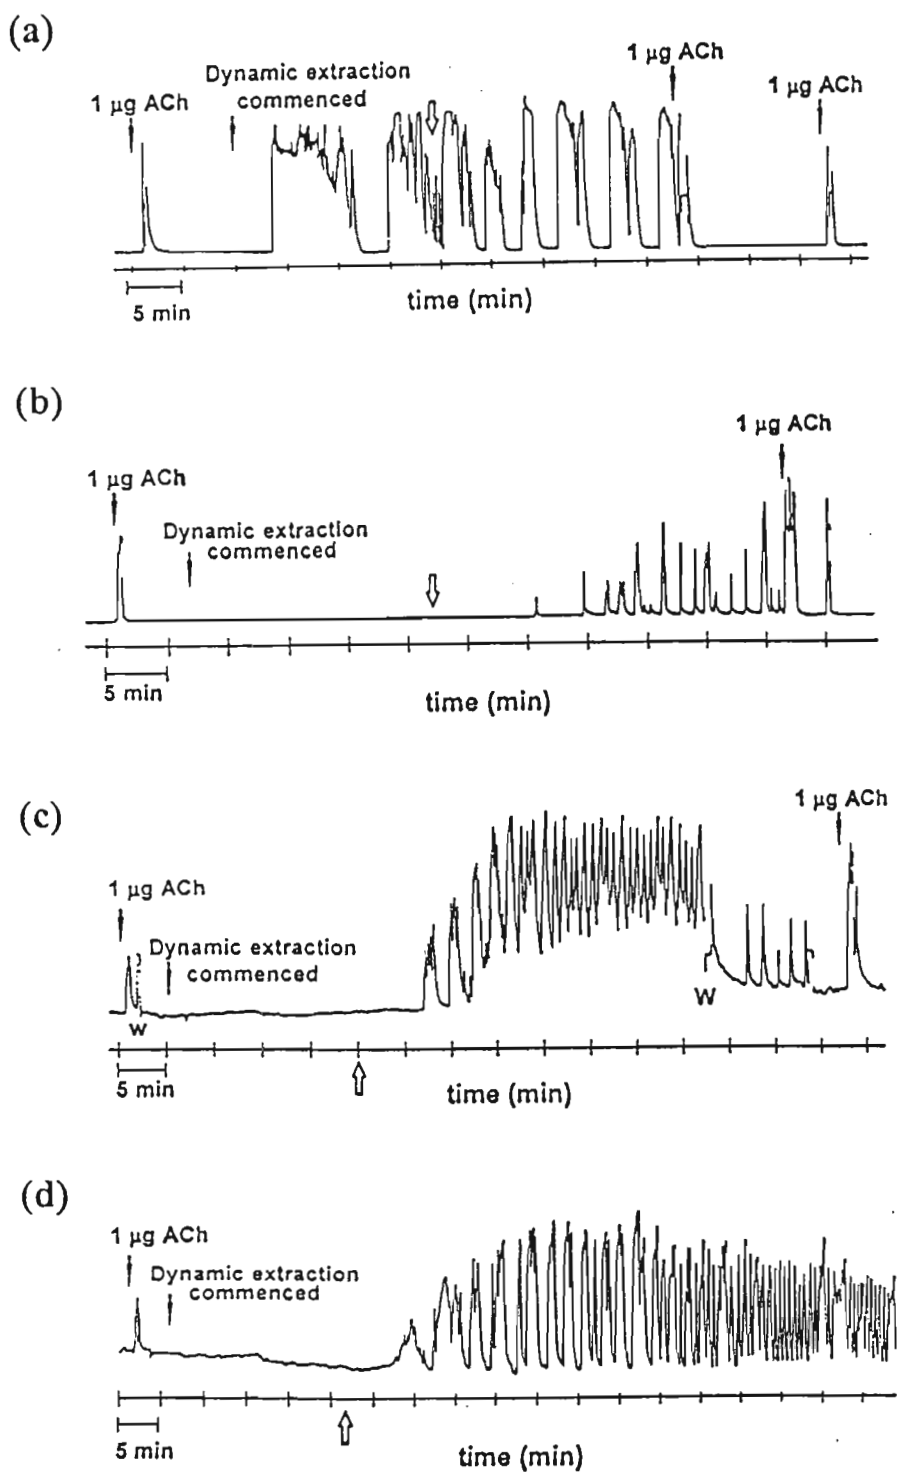 (a)
1 μg ACh
Dynamic extraction
commenced
1 μg ACh
1 μg ACh
5 min
time (min)
(b)
1 μg ACh
Dynamic extraction
commenced
1 μg ACh
5 min
time (min)
(c)
1 μg ACh
Dynamic extraction
commenced
1 μg ACh
W
W
5 min
time (min)
(d)
1 μg ACh
Dynamic extraction
commenced
5 min
time (min)